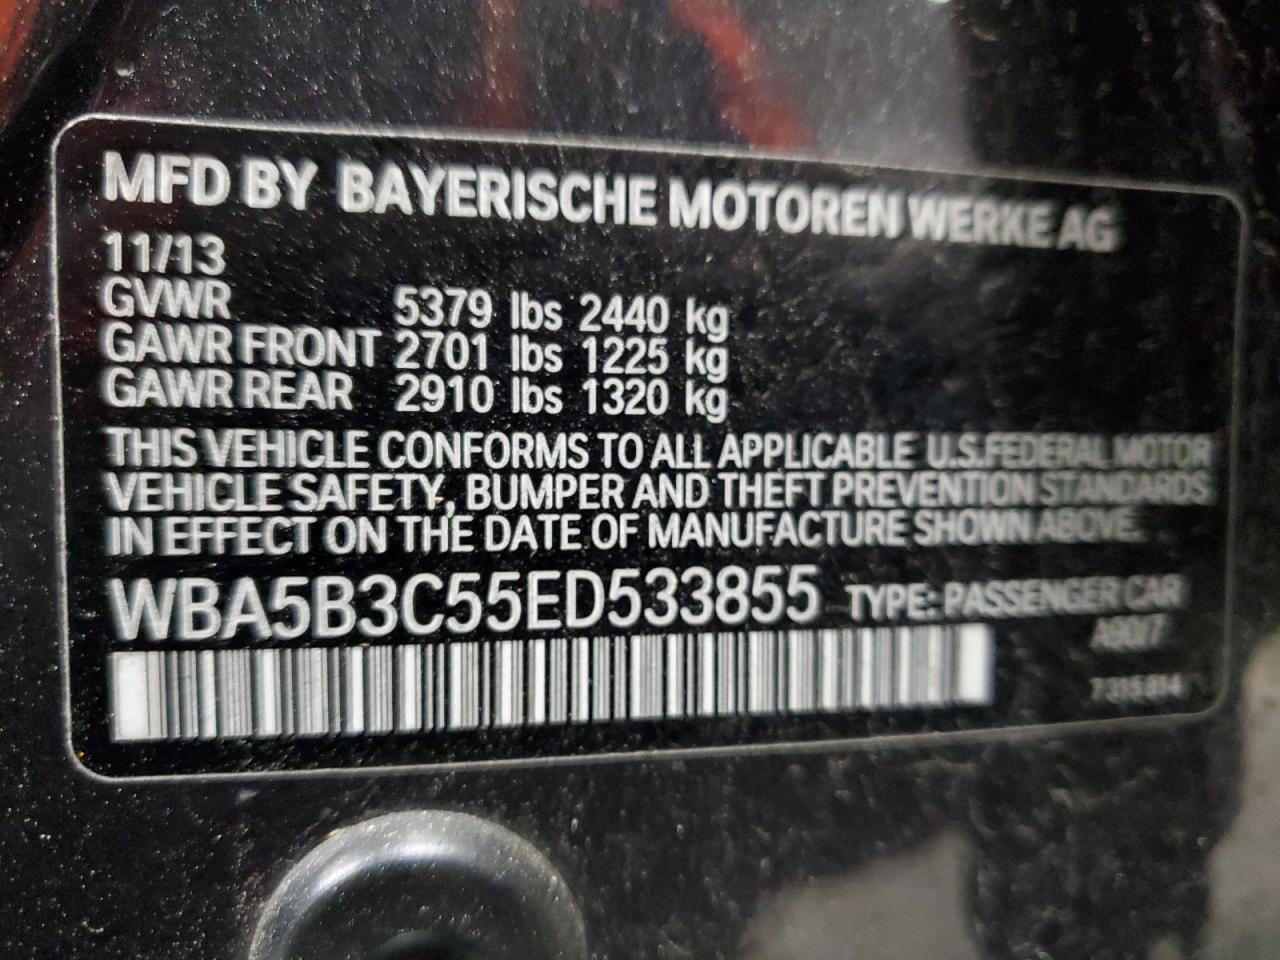 MFD BY BAYERISCHE MOTOREN WERKE AG
11/13
GVWR 5379 lbs 2440 kg
GAWR FRONT 2701 lbs 1225 kg
GAWR REAR 2910 lbs 1320 kg
THIS VEHICLE CONFORMS TO ALL APPLICABLE U.S.FEDERAL MOTOR
VEHICLE SAFETY, BUMPER AND THEFT PREVENTION STANDARDS
IN EFFECT ON THE DATE OF MANUFACTURE SHOWN ABOVE.
WBA5B3C55ED533855 TYPE: PASSENGER CAR